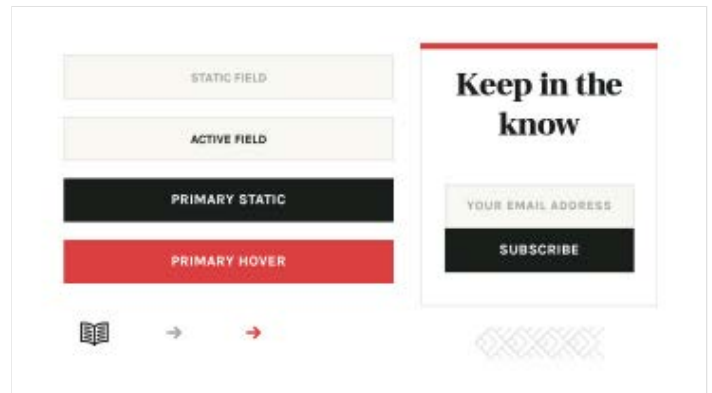 STATIC FIELD
ACTIVE FIELD
PRIMARY STATIC
PRIMARY HOVER
Keep in the
know
YOUR EMAIL ADDRESS
SUBSCRIBE